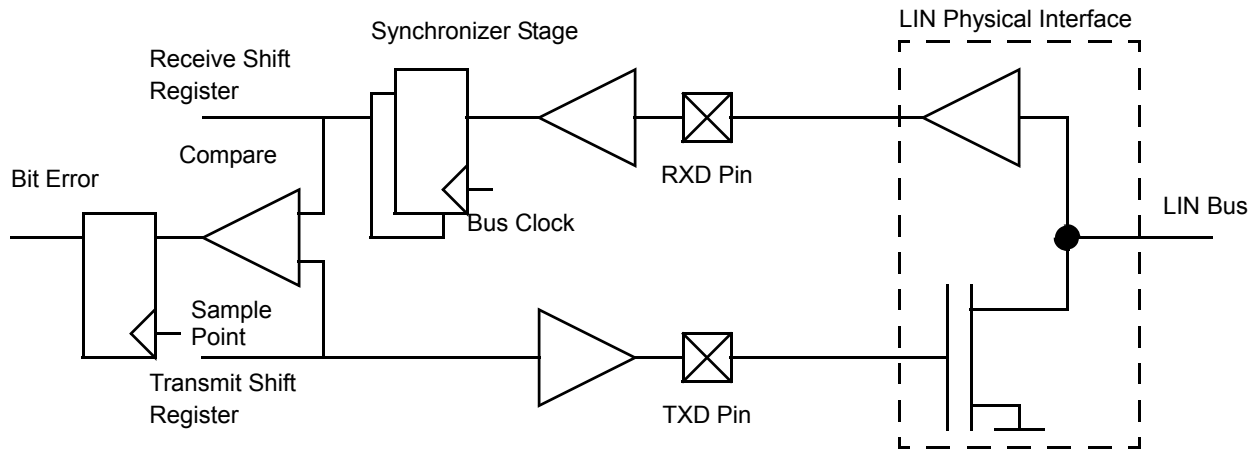 LIN Physical Interface
Synchronizer Stage
Receive Shift
Register
Compare
RXD Pin
Bit Error
LIN Bus
Bus Clock
Sample
Point
Transmit Shift
Register
TXD Pin